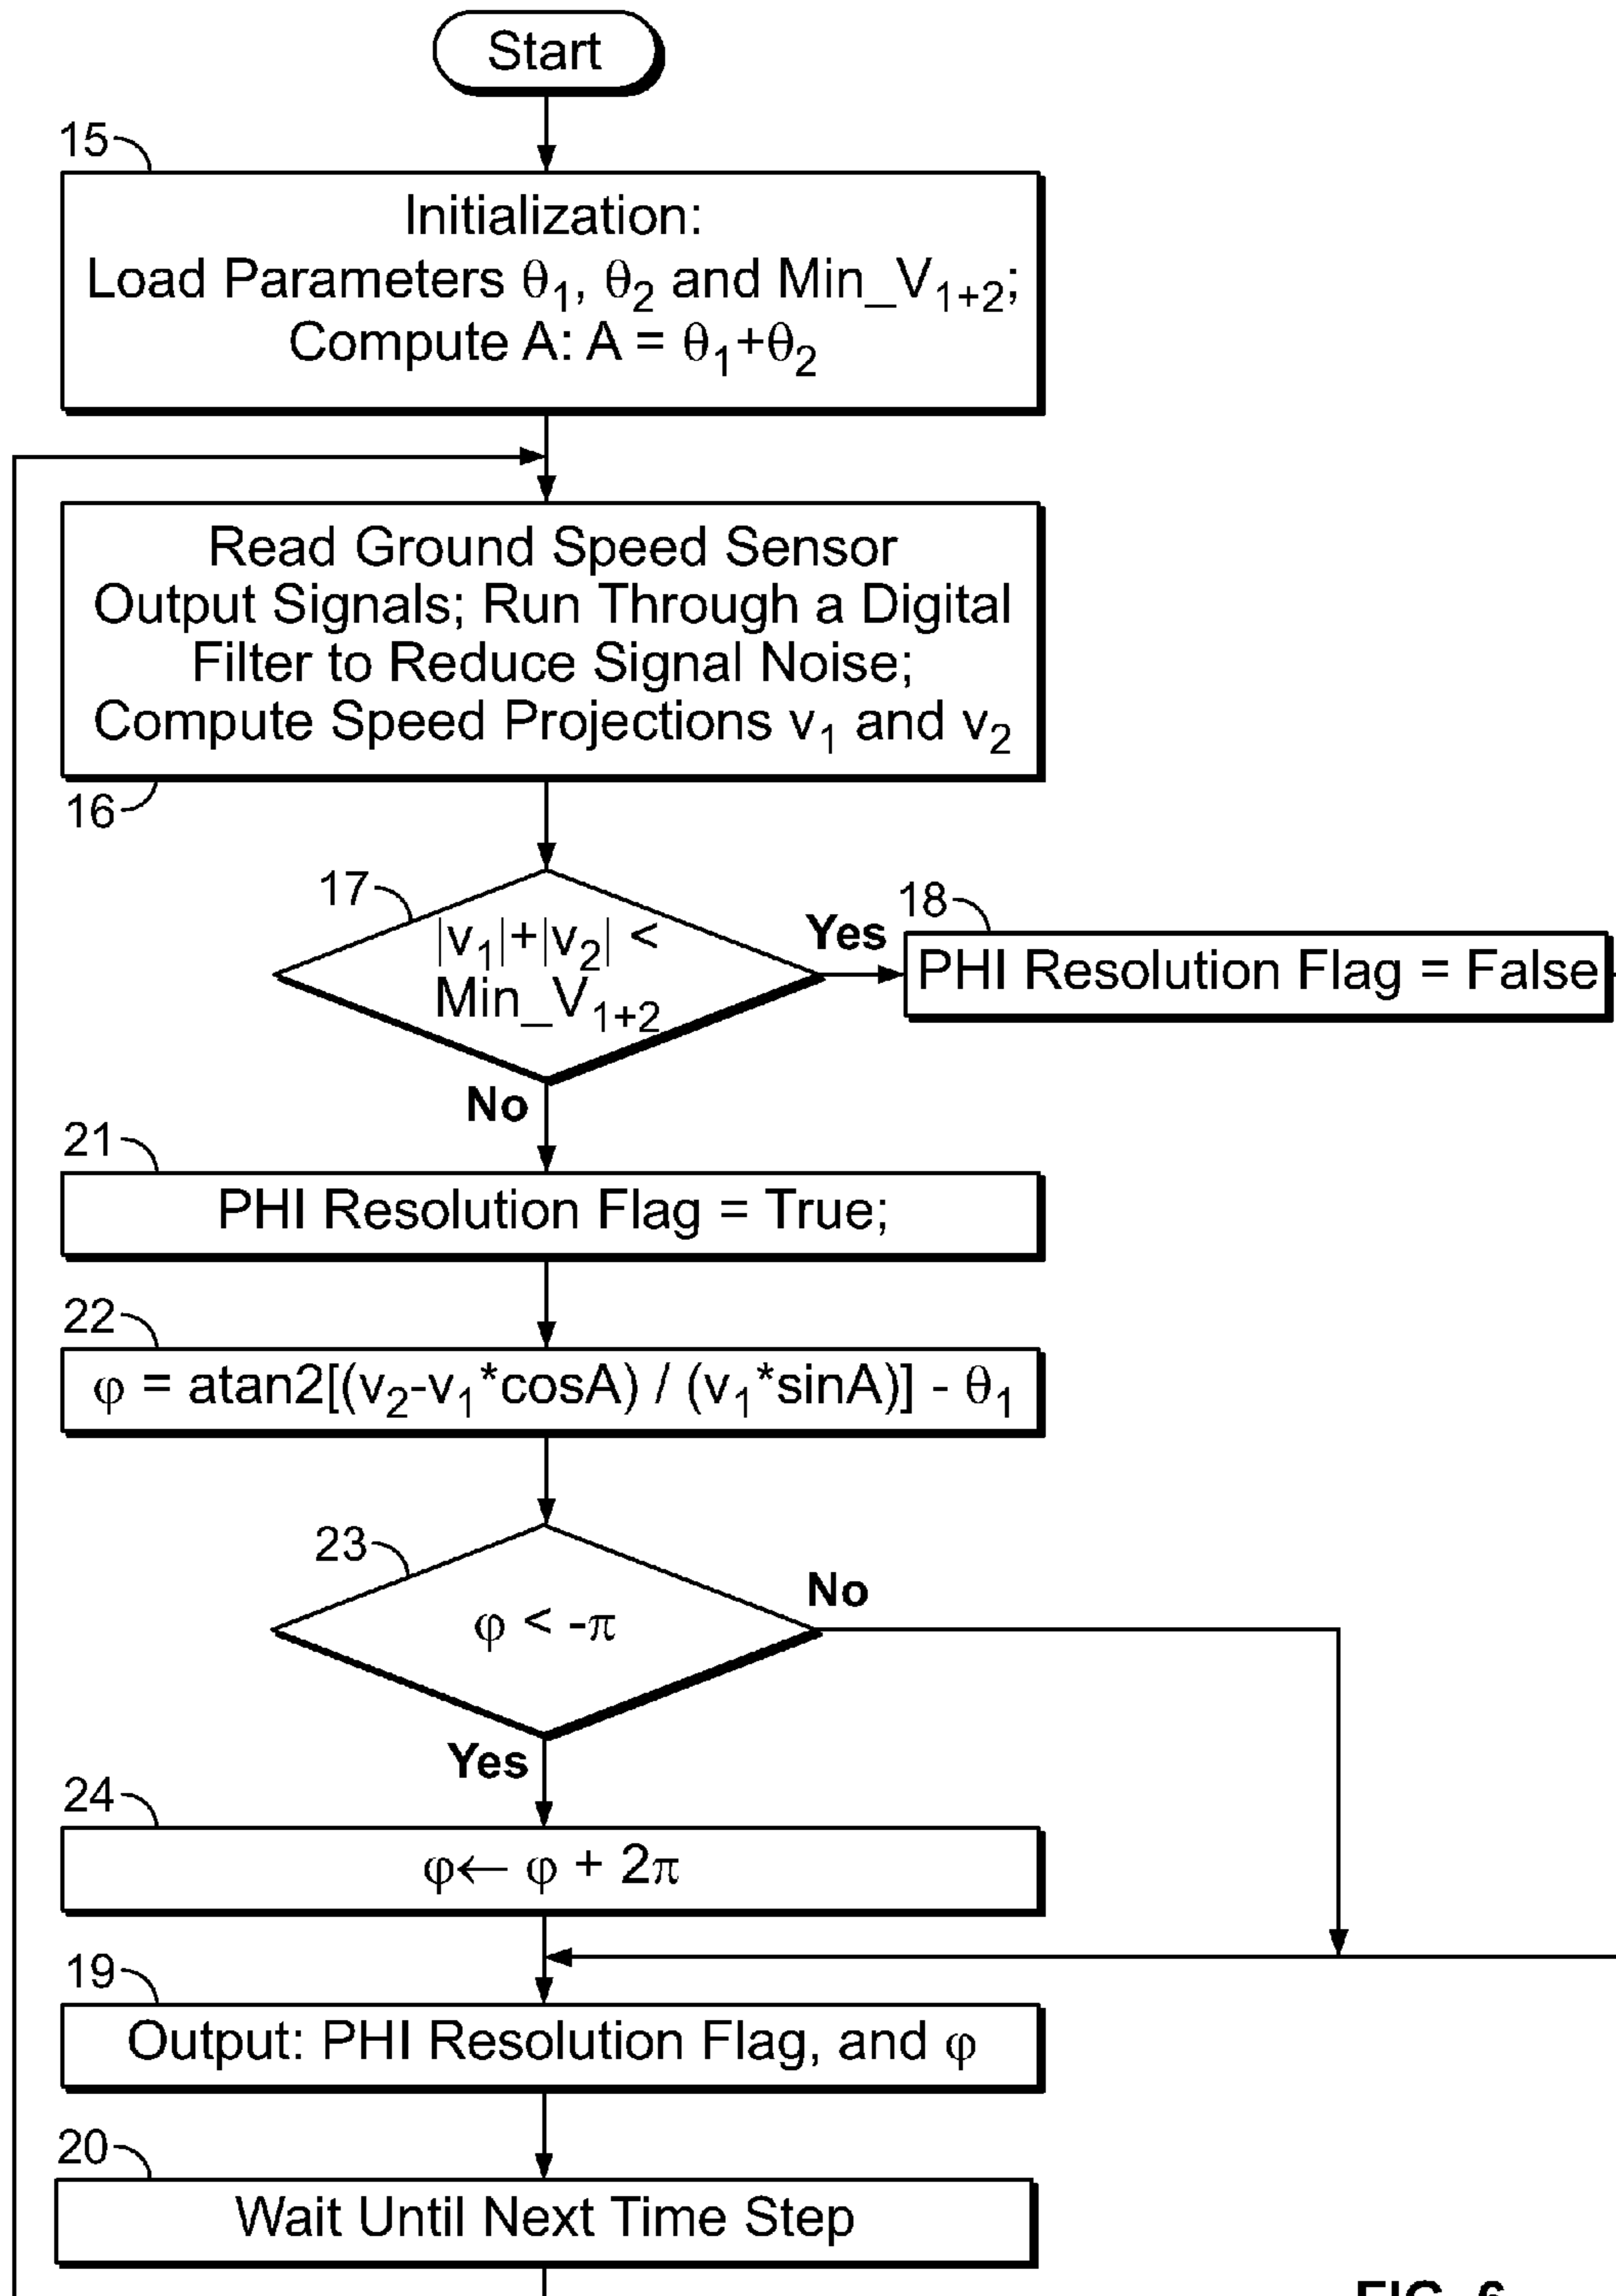 Start
15
Initialization:
Load Parameters θ₁, θ₂ and Min_V₁₊₂;
Compute A: A = θ₁+θ₂
Read Ground Speed Sensor
Output Signals; Run Through a Digital
Filter to Reduce Signal Noise;
Compute Speed Projections v₁ and v₂
16
17
|v₁|+|v₂| <
Min_V₁₊₂
Yes
18
PHI Resolution Flag = False
No
21
PHI Resolution Flag = True;
22
φ = atan2[(v₂-v₁*cosA) / (v₁*sinA)] - θ₁
23
φ < -π
No
Yes
24
φ← φ + 2π
19
Output: PHI Resolution Flag, and φ
20
Wait Until Next Time Step
FIG. 6